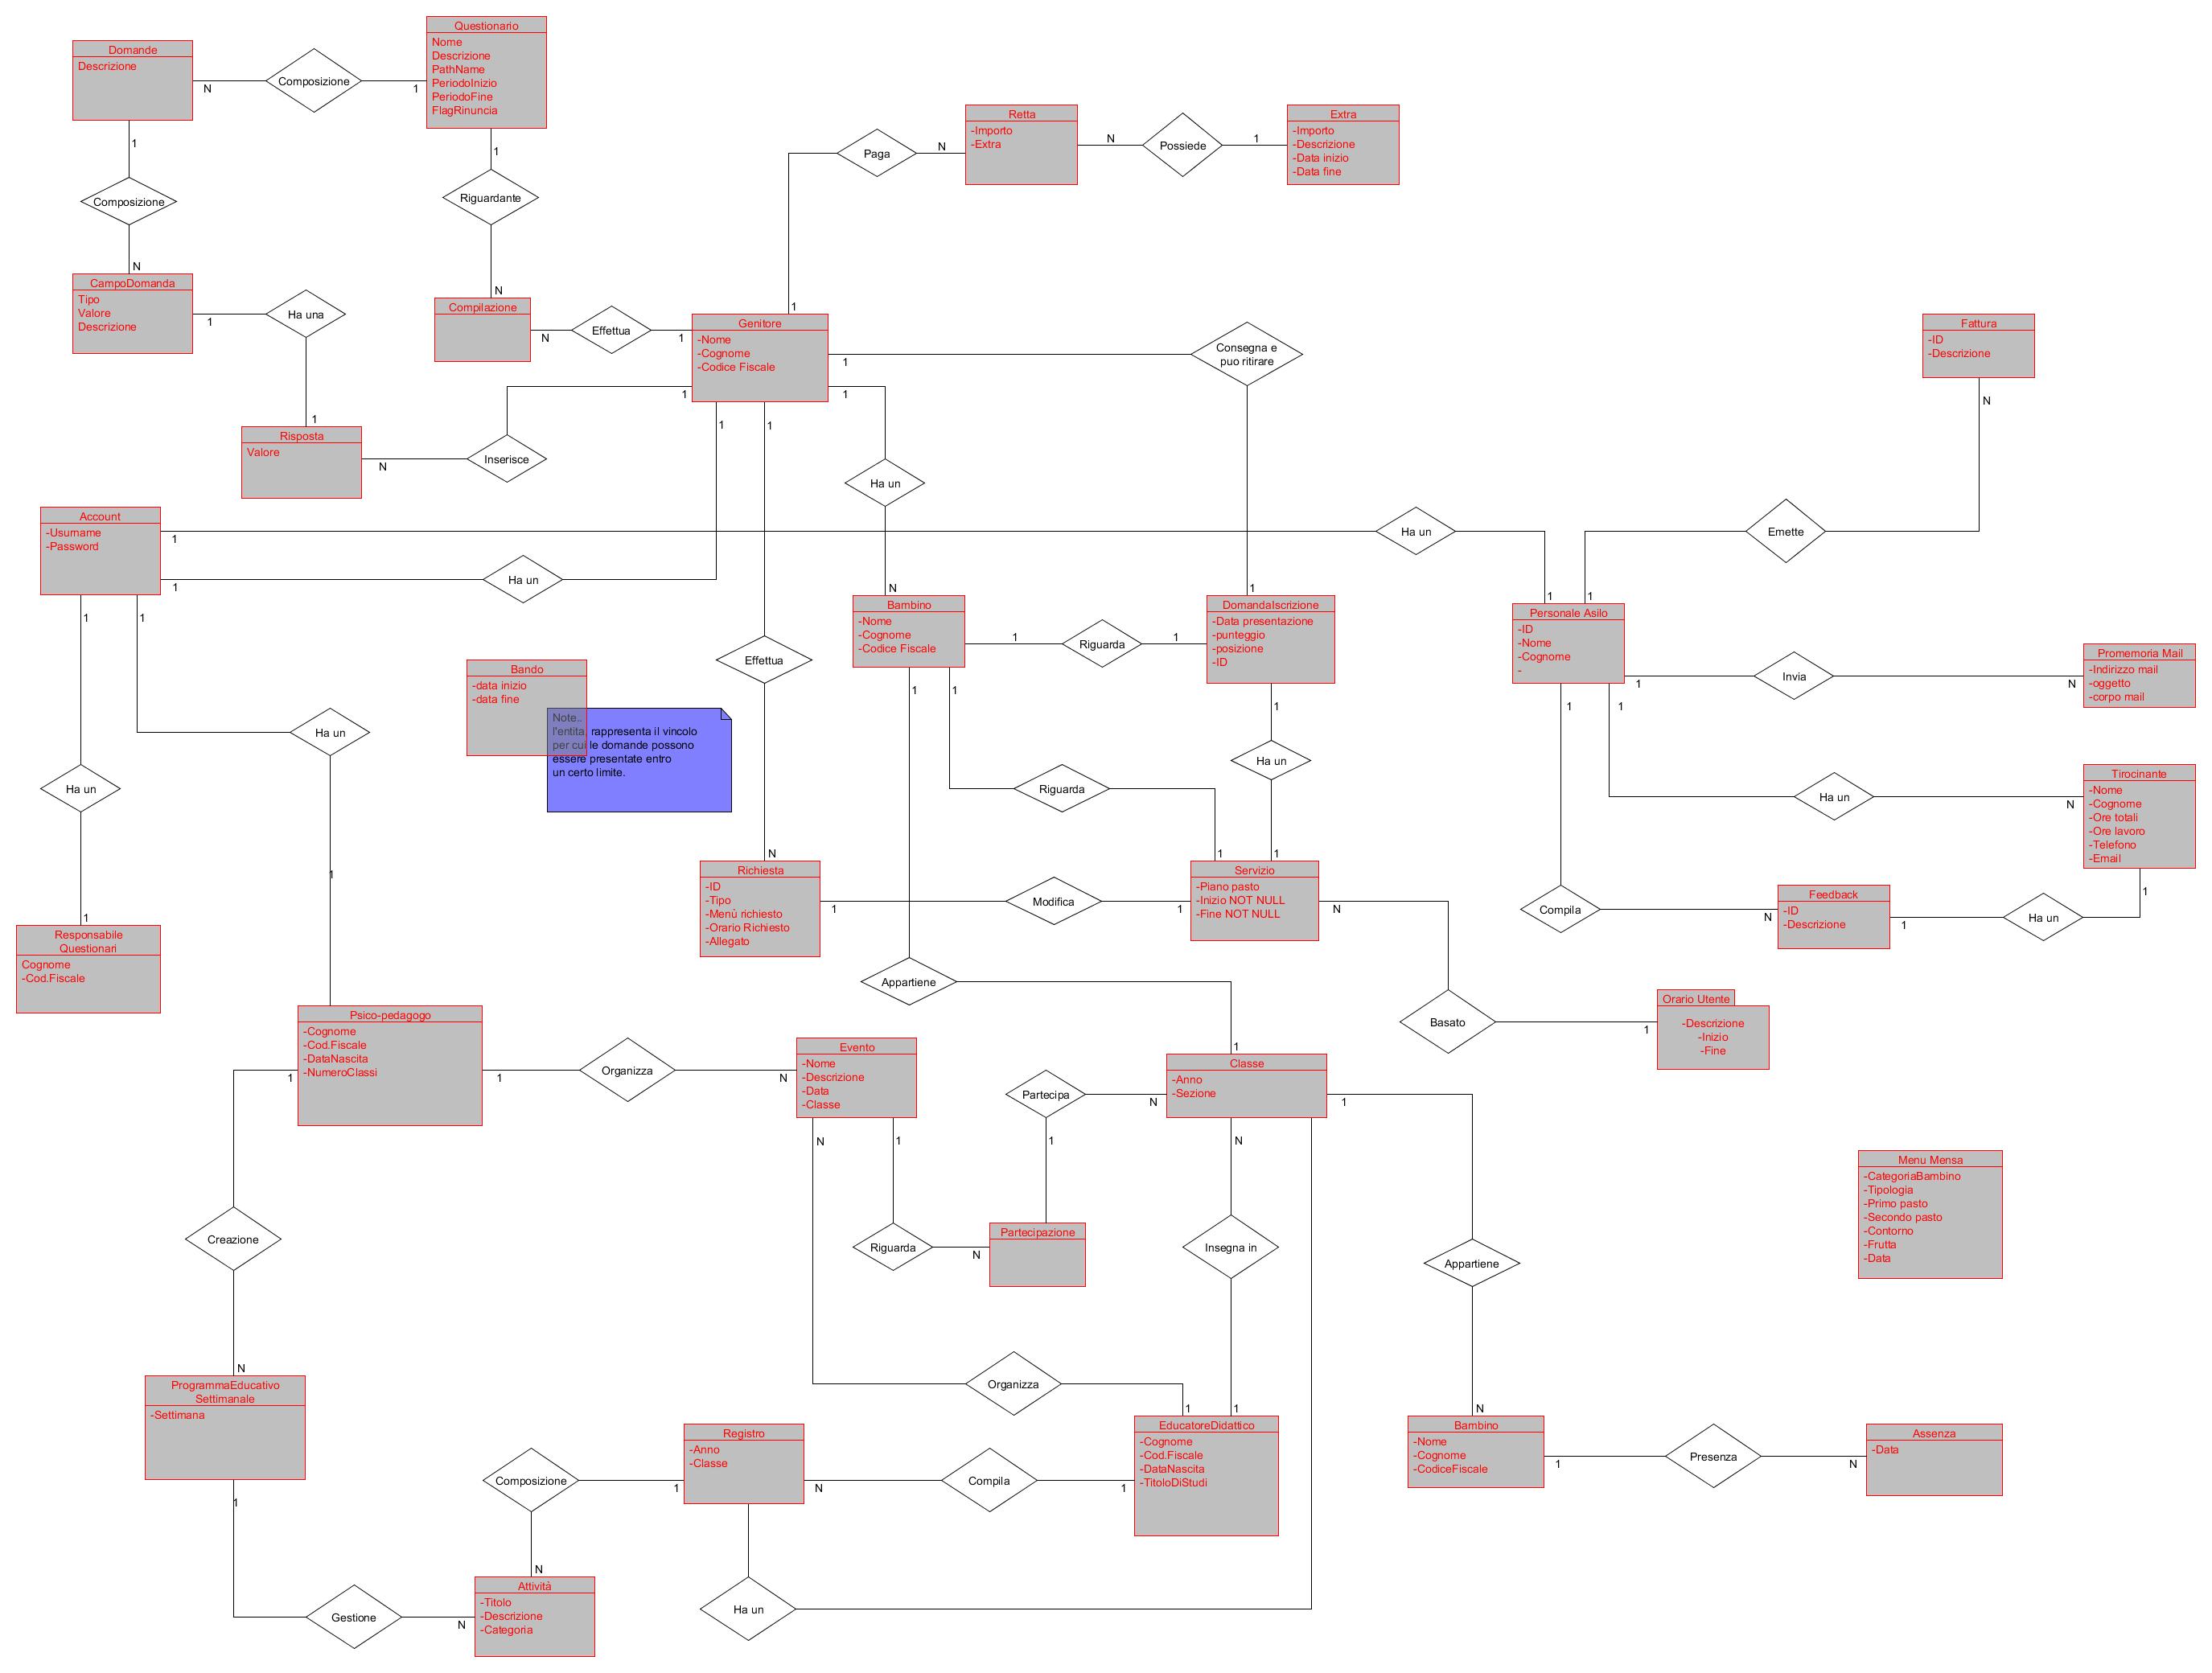 Questionario
Nome
Descrizione
PathName
PeriodoInizio
PeriodoFine
FlagRinuncia
Domande
Descrizione
N
Composizione
1
1
Composizione
N
1
Riguardante
N
Retta
-Importo
-Extra
N
Possiede
1
Extra
-Importo
-Descrizione
-Data inizio
-Data fine
Paga
N
1
CampoDomanda
Tipo
Valore
Descrizione
1
Ha una
1
Compilazione
N
Effettua
1
Genitore
-Nome
-Cognome
-Codice Fiscale
1
Consegna e
puo ritirare
1
Fattura
-ID
-Descrizione
N
Risposta
Valore
N
Inserisce
1
1
1
1
Ha un
N
Account
-Usurname
-Password
1
Ha un
1
Emette
1
1
Ha un
Bambino
-Nome
-Cognome
-Codice Fiscale
1
Riguarda
1
DomandaIscrizione
-Data presentazione
-punteggio
-posizione
-ID
Personale Asilo
-ID
-Nome
-Cognome
-
1
Invia
N
Promemoria Mail
-Indirizzo mail
-oggetto
-corpo mail
1
1
Effettua
N
Bando
-data inizio
-data fine
Note..
l'entita, rappresenta il vincolo
per cui le domande possono
essere presentate entro
un certo limite.
1
1
1
Ha un
1
Riguarda
1
1
1
Ha un
N
Tirocinante
-Nome
-Cognome
-Ore totali
-Ore lavoro
-Telefono
-Email
1
Ha un
1
Ha un
1
Richiesta
-ID
-Tipo
-Menù richiesto
-Orario Richiesto
-Allegato
1
Modifica
1
Servizio
-Piano pasto
-Inizio NOT NULL
-Fine NOT NULL
N
Compila
N
Feedback
-ID
-Descrizione
1
Ha un
Responsabile
Questionari
Cognome
-Cod.Fiscale
Appartiene
1
Basato
1
Orario Utente
-Descrizione
-Inizio
-Fine
Psico-pedagogo
-Cognome
-Cod.Fiscale
-DataNascita
-NumeroClassi
1
1
Organizza
N
Evento
-Nome
-Descrizione
-Data
-Classe
Partecipa
N
1
Classe
-Anno
-Sezione
1
N
1
N
Menu Mensa
-CategoriaBambino
-Tipologia
-Primo pasto
-Secondo pasto
-Contorno
-Frutta
-Data
Creazione
N
Riguarda
N
Partecipazione
Insegna in
1
Appartiene
N
Organizza
1
ProgrammaEducativo
Settimanale
-Settimana
1
Composizione
1
N
Registro
-Anno
-Classe
N
Compila
1
EducatoreDidattico
-Cognome
-Cod.Fiscale
-DataNascita
-TitoloDiStudi
Bambino
-Nome
-Cognome
-CodiceFiscale
1
Presenza
N
Assenza
-Data
Gestione
N
Attività
-Titolo
-Descrizione
-Categoria
Ha un